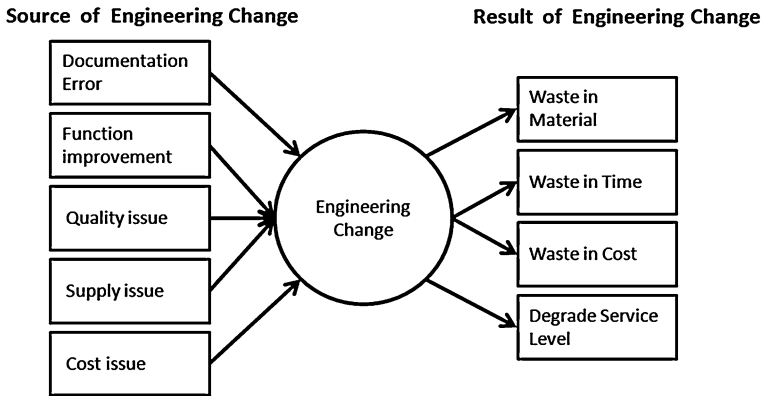 Source of Engineering Change
Result of Engineering Change
Documentation
Error
Function
improvement
Quality issue
Supply issue
Cost issue
Engineering
Change
Waste in
Material
Waste in Time
Waste in Cost
Degrade Service
Level